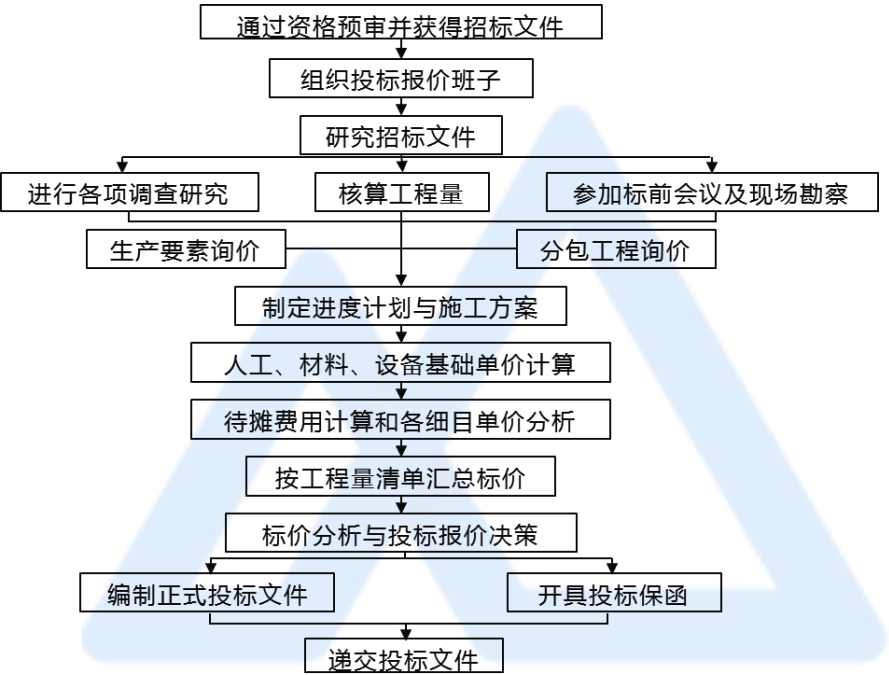 通过资格预审并获得招标文件
组织投标报价班子
研究招标文件
进行各项调查研究
核算工程量
参加标前会议及现场勘察
生产要素询价
分包工程询价
制定进度计划与施工方案
人工、材料、设备基础单价计算
待摊费用计算和各细目单价分析
按工程量清单汇总标价
标价分析与投标报价决策
编制正式投标文件
开具投标保函
递交投标文件